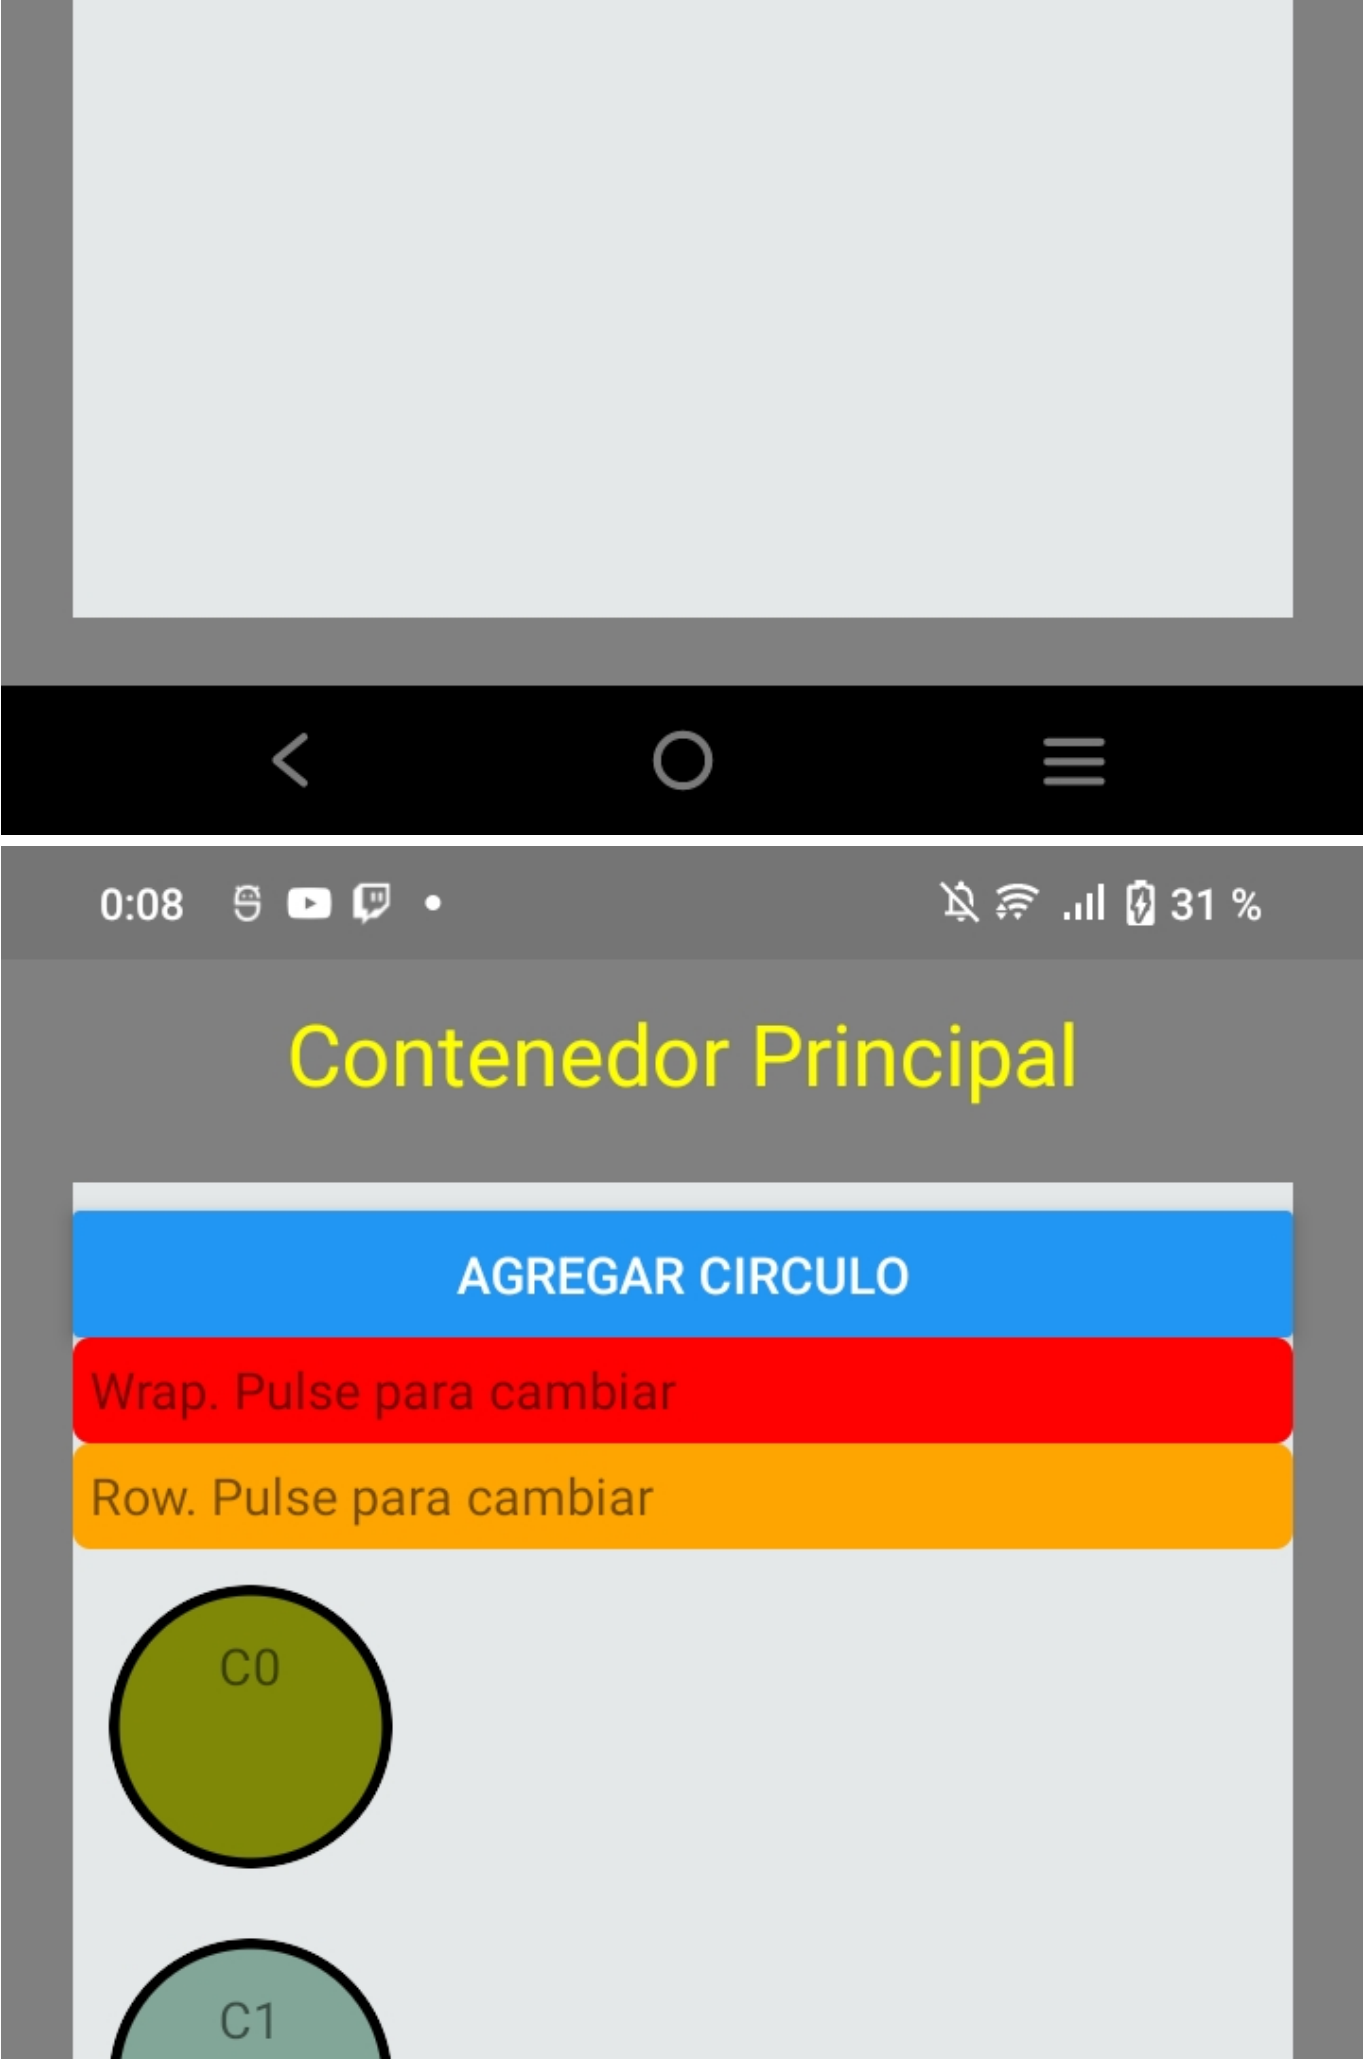 0:08
31 %
Contenedor Principal
AGREGAR CIRCULO
Wrap. Pulse para cambiar
Row. Pulse para cambiar
C0
C1